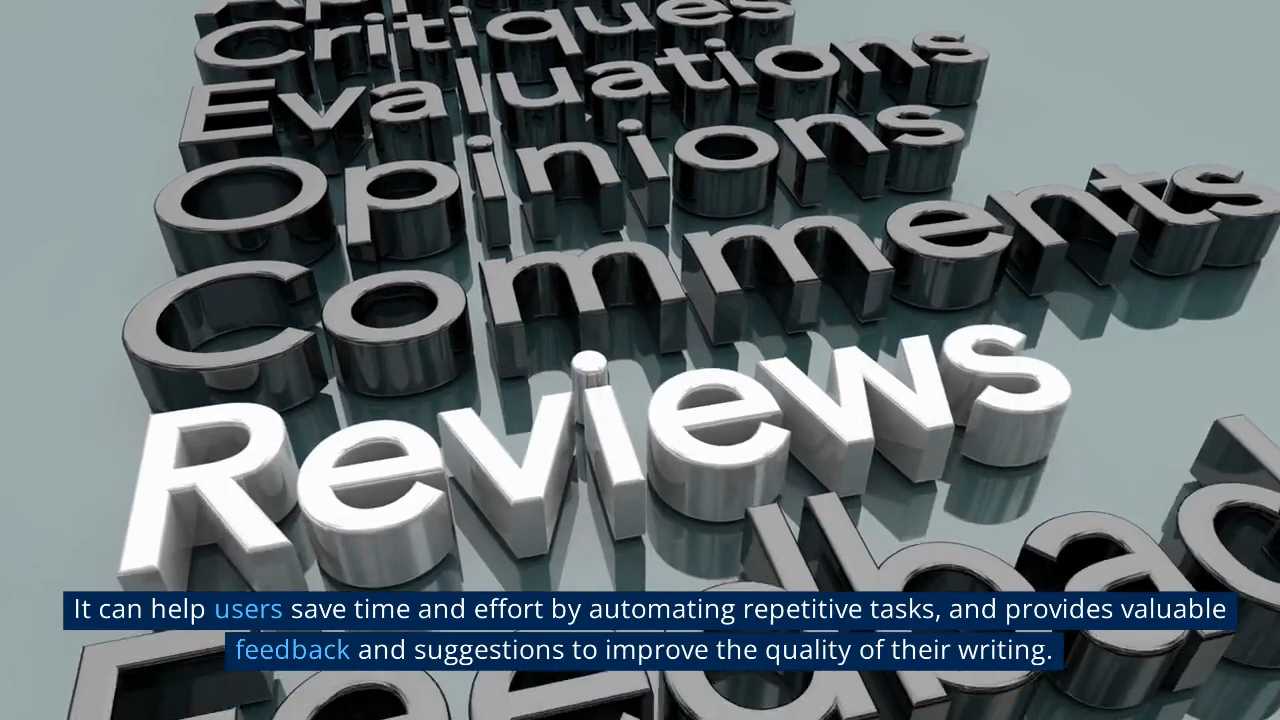 Critiques
Evaluations
Opinions
Comments
Reviews
It can help users save time and effort by automating repetitive tasks, and provides valuable
feedback and suggestions to improve the quality of their writing.